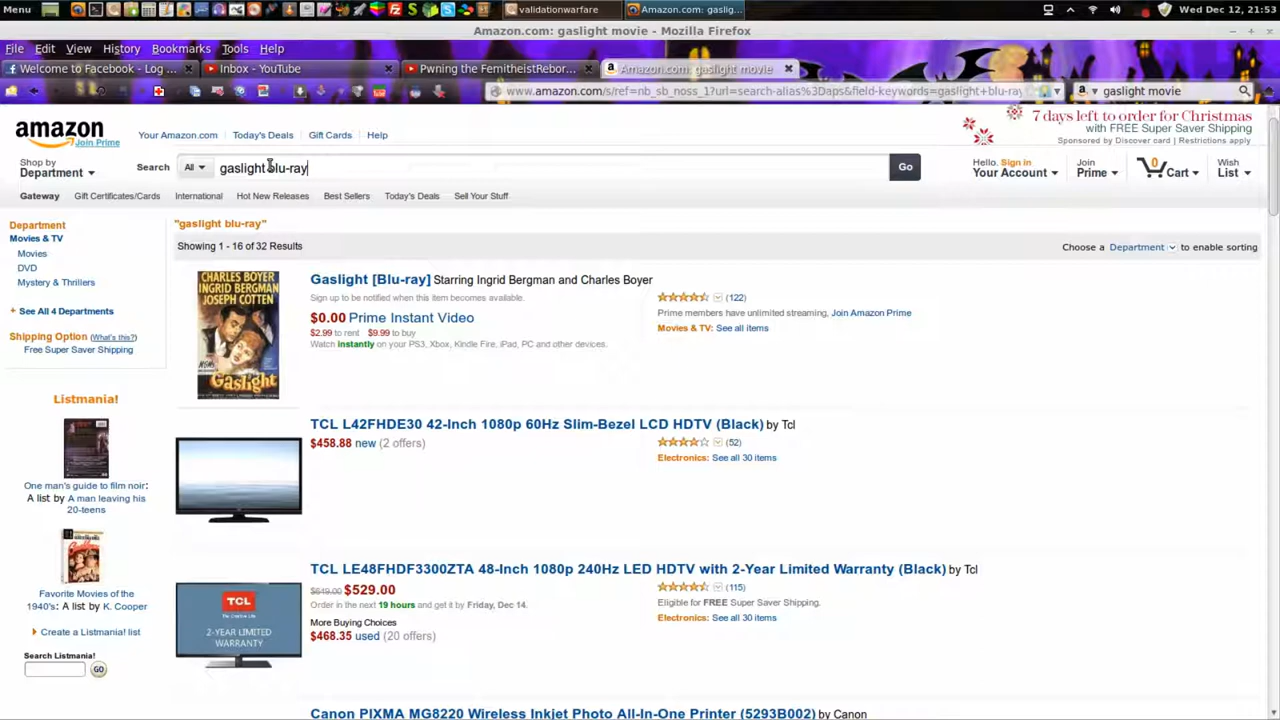 Menu
validationwarfare
Amazon.com: gaslig...
Wed Dec 12, 21:53
Amazon.com: gaslight movie - Mozilla Firefox
File Edit View History Bookmarks Tools Help
Welcome to Facebook - Log ...
Inbox - YouTube
Pwning the FemitheistRebor...
Amazon.com: gaslight movie
www.amazon.com/s/ref=nb_sb_noss_1?url=search-alias%3Daps&field-keywords=gaslight+blu-ray
gaslight movie
amazon
Join Prime
Your Amazon.com Today's Deals Gift Cards Help
7 days left to order for Christmas
with FREE Super Saver Shipping
Sponsored by Discover card | Restrictions apply
Shop by
Department
Search All gaslight blu-ray Go
Hello. Sign in
Your Account
Join
Prime
0
Cart
Wish
List
Gateway Gift Certificates/Cards International Hot New Releases Best Sellers Today's Deals Sell Your Stuff
Department
Movies & TV
Movies
DVD
Mystery & Thrillers
+ See All 4 Departments
Shipping Option (What's this?)
Free Super Saver Shipping
Listmania!
One man's guide to film noir:
A list by A man leaving his
20-teens
Favorite Movies of the
1940's: A list by K. Cooper
Create a Listmania! list
Search Listmania!
GO
"gaslight blu-ray"
Showing 1 - 16 of 32 Results
Choose a Department to enable sorting
CHARLES BOYER
INGRID BERGMAN
JOSEPH COTTEN
Gaslight
Gaslight [Blu-ray] Starring Ingrid Bergman and Charles Boyer
Sign up to be notified when this item becomes available.
$0.00 Prime Instant Video
$2.99 to rent $9.99 to buy
Watch instantly on your PS3, Xbox, Kindle Fire, iPad, PC and other devices.
(122)
Prime members have unlimited streaming, Join Amazon Prime
Movies & TV: See all items
TCL L42FHDE30 42-Inch 1080p 60Hz Slim-Bezel LCD HDTV (Black) by Tcl
$458.88 new (2 offers)
(52)
Electronics: See all 30 items
TCL
2-YEAR LIMITED
WARRANTY
TCL LE48FHDF3300ZTA 48-Inch 1080p 240Hz LED HDTV with 2-Year Limited Warranty (Black) by Tcl
$649.00 $529.00
Order in the next 19 hours and get it by Friday, Dec 14.
More Buying Choices
$468.35 used (20 offers)
(115)
Eligible for FREE Super Saver Shipping.
Electronics: See all 30 items
Canon PIXMA MG8220 Wireless Inkjet Photo All-In-One Printer (5293B002) by Canon